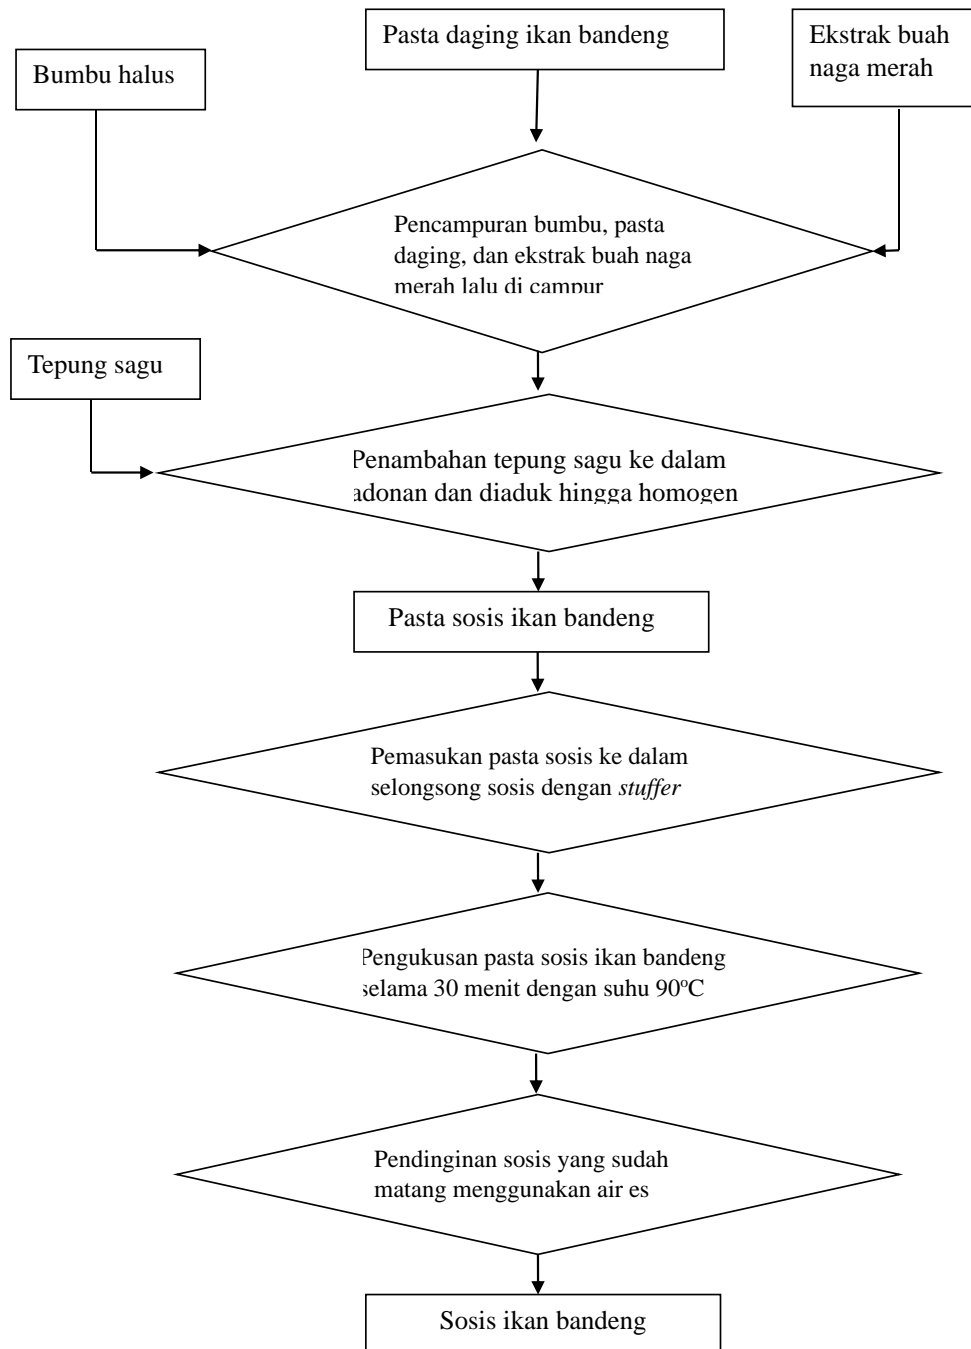 Pasta daging ikan bandeng
Ekstrak buah
naga merah
Bumbu halus
Pencampuran bumbu, pasta
daging, dan ekstrak buah naga
merah lalu di campur
Tepung sagu
Penambahan tepung sagu ke dalam
adonan dan diaduk hingga homogen
Pasta sosis ikan bandeng
Pemasukan pasta sosis ke dalam
selongsong sosis dengan stuffer
Pengukusan pasta sosis ikan bandeng
selama 30 menit dengan suhu 90ºC
Pendinginan sosis yang sudah
matang menggunakan air es
Sosis ikan bandeng